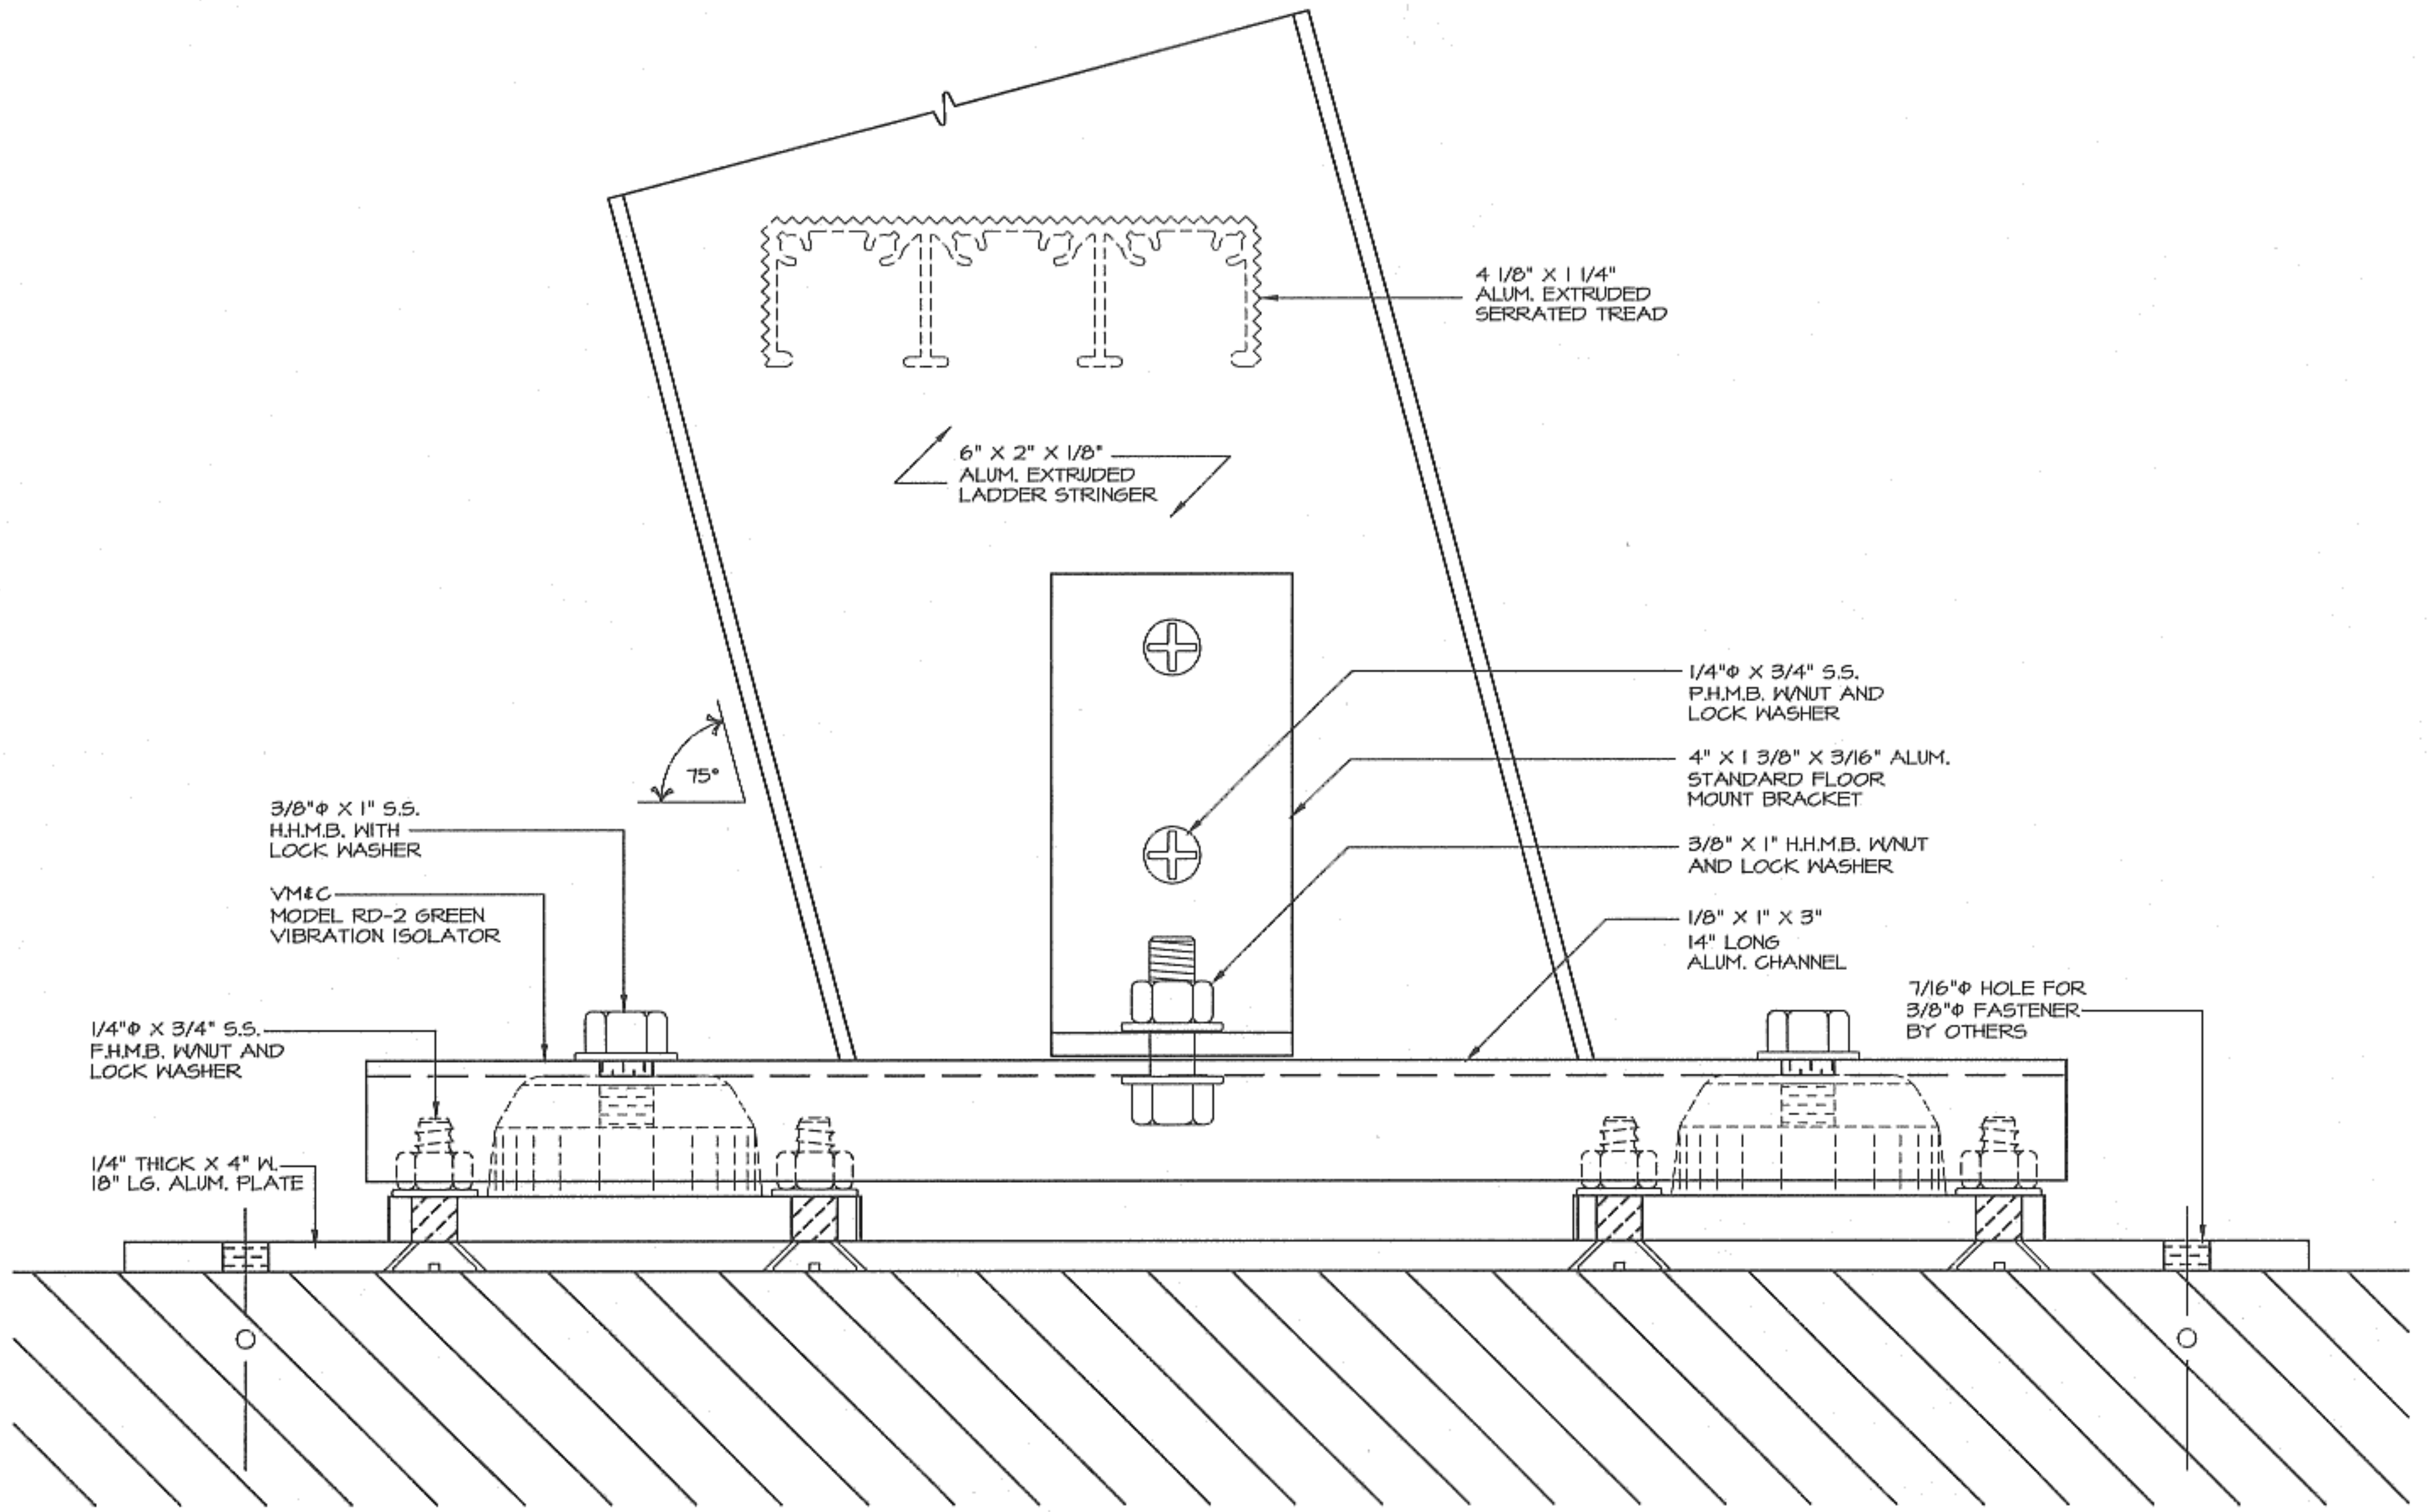 4 1/8" X 1 1/4"
ALUM. EXTRUDED
SERRATED TREAD
6" X 2" X 1/8"
ALUM. EXTRUDED
LADDER STRINGER
1/4"Φ X 3/4" S.S.
P.H.M.B. W/NUT AND
LOCK WASHER
4" X 1 3/8" X 3/16" ALUM.
STANDARD FLOOR
MOUNT BRACKET
75°
3/8"Φ X 1" S.S.
H.H.M.B. WITH
LOCK WASHER
3/8" X 1" H.H.M.B. W/NUT
AND LOCK WASHER
VM&C
MODEL RD-2 GREEN
VIBRATION ISOLATOR
1/8" X 1" X 3"
14" LONG
ALUM. CHANNEL
7/16"Φ HOLE FOR
3/8"Φ FASTENER
BY OTHERS
1/4"Φ X 3/4" S.S.
F.H.M.B. W/NUT AND
LOCK WASHER
1/4" THICK X 4" W.
18" LG. ALUM. PLATE